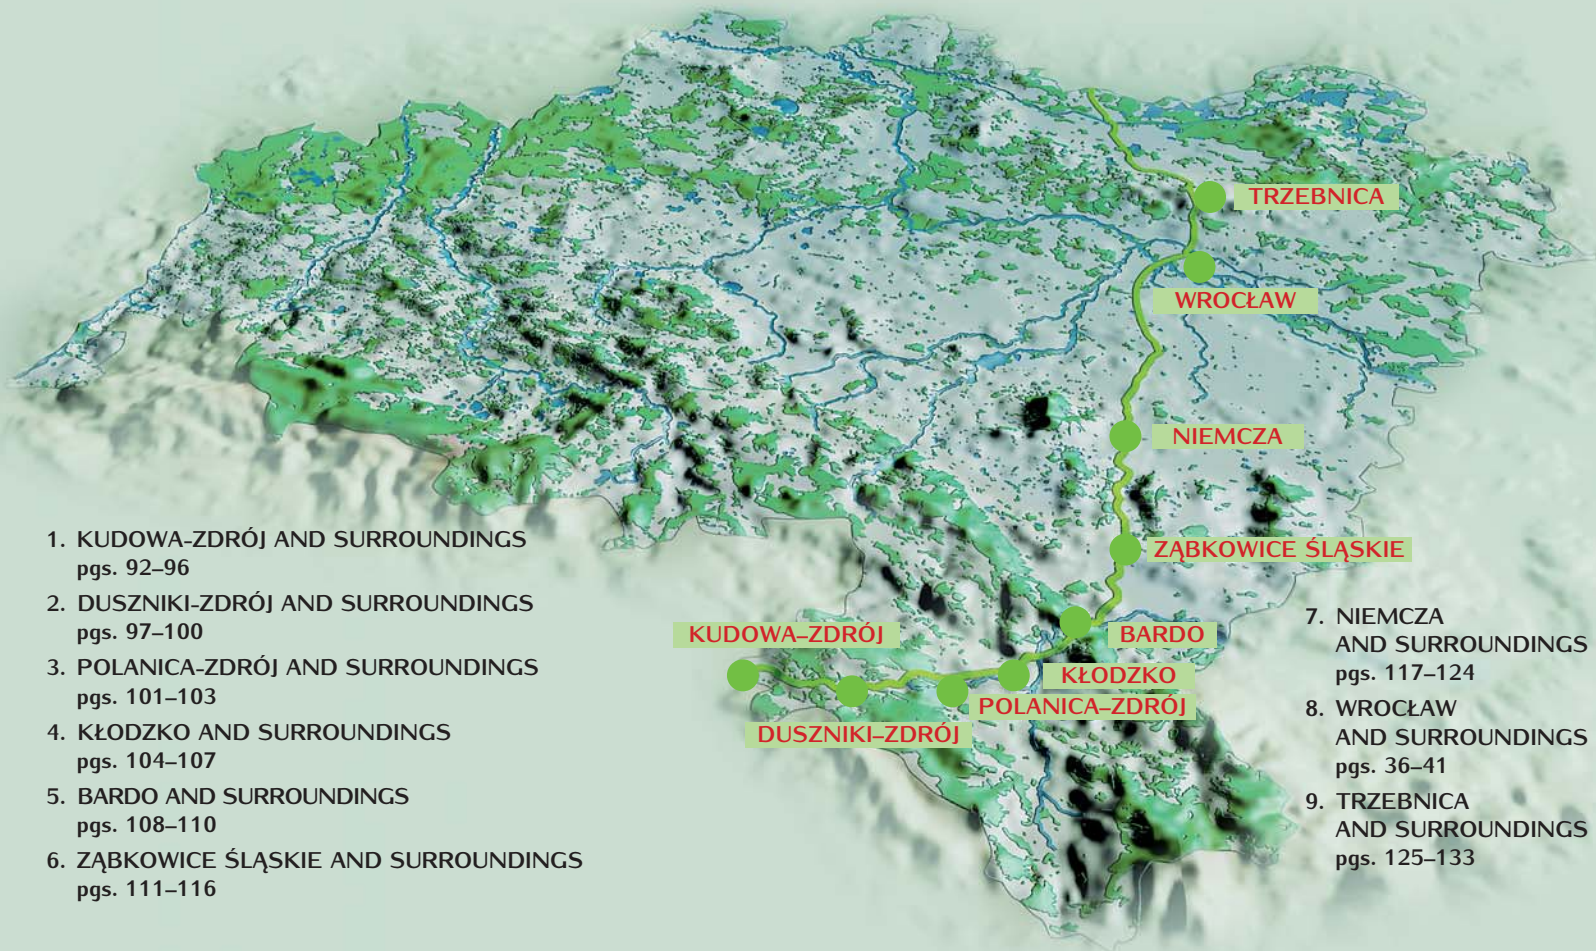 TRZEBNICA
WROCŁAW
NIEMCZA
ZĄBKOWICE ŚLĄSKIE
BARDO
KUDOWA–ZDRÓJ
KŁODZKO
POLANICA–ZDRÓJ
DUSZNIKI–ZDRÓJ
1. KUDOWA-ZDRÓJ AND SURROUNDINGS
pgs. 92–96
2. DUSZNIKI-ZDRÓJ AND SURROUNDINGS
pgs. 97–100
3. POLANICA-ZDRÓJ AND SURROUNDINGS
pgs. 101–103
4. KŁODZKO AND SURROUNDINGS
pgs. 104–107
5. BARDO AND SURROUNDINGS
pgs. 108–110
6. ZĄBKOWICE ŚLĄSKIE AND SURROUNDINGS
pgs. 111–116
7. NIEMCZA
AND SURROUNDINGS
pgs. 117–124
8. WROCŁAW
AND SURROUNDINGS
pgs. 36–41
9. TRZEBNICA
AND SURROUNDINGS
pgs. 125–133